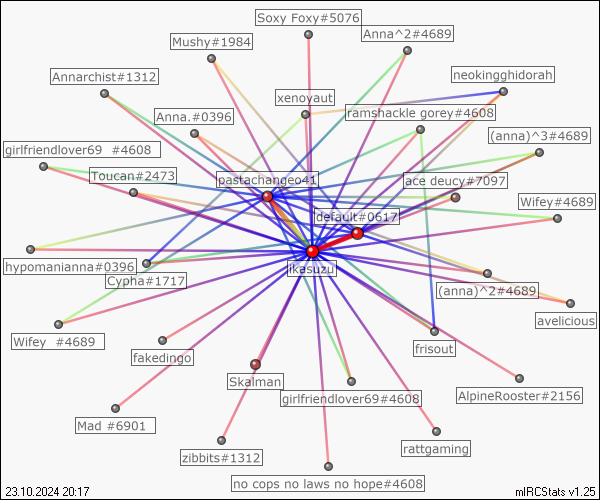 Soxy Foxy#5076
Anna^2#4689
Mushy#1984
Annarchist#1312
neokingghidorah
xenoyaut
ramshackle gorey#4608
Anna.#0396
(anna)^3#4689
girlfriendlover69 #4608
Toucan#2473
pastachangeo41
ace deucy#7097
Wifey#4689
default#0617
ikasuzu
hypomanianna#0396
Cypha#1717
(anna)^2#4689
avelicious
Wifey #4689
fakedingo
frisout
Skalman
girlfriendlover69#4608
AlpineRooster#2156
Mad #6901
rattgaming
zibbits#1312
no cops no laws no hope#4608
23.10.2024 20:17
mIRCStats v1.25